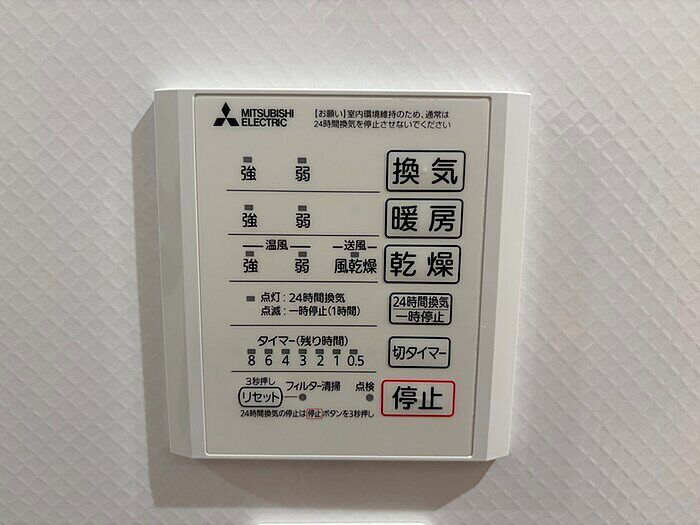 MITSUBISHI ELECTRIC
【お願い】室内環境維持のため、通常は
24時間換気を停止させないでください
強 弱 換気
強 弱 暖房
温風 送風
強 弱 風乾燥 乾燥
点灯:24時間換気
点滅:一時停止(1時間)
24時間換気
一時停止
タイマー(残り時間)
8 6 4 3 2 1 0.5
切タイマー
3秒押し
リセット フィルター清掃 点検
停止
24時間換気の停止は停止ボタンを3秒押し